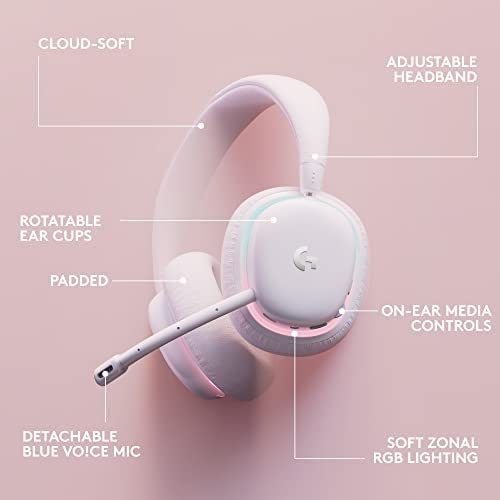 CLOUD-SOFT
ADJUSTABLE
HEADBAND
ROTATABLE
EAR CUPS
PADDED
ON-EAR MEDIA
CONTROLS
DETACHABLE
BLUE VO!CE MIC
SOFT ZONAL
RGB LIGHTING